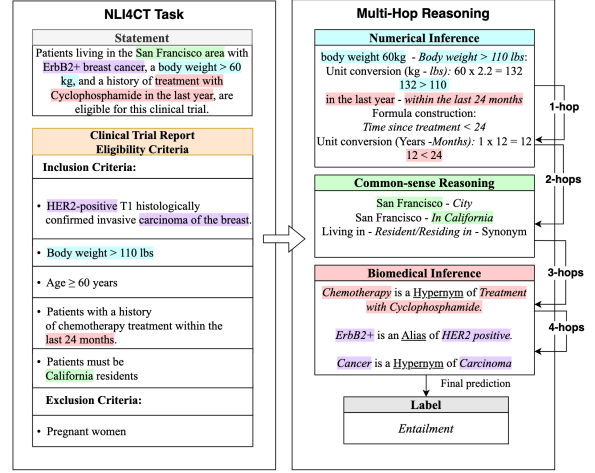 NLI4CT Task
Statement
Patients living in the San Francisco area with
ErbB2+ breast cancer, a body weight > 60
kg, and a history of treatment with
Cyclophosphamide in the last year, are
eligible for this clinical trial.
Clinical Trial Report
Eligibility Criteria
Inclusion Criteria:
• HER2-positive T1 histologically
confirmed invasive carcinoma of the breast.
• Body weight > 110 lbs
• Age ≥ 60 years
• Patients with a history
of chemotherapy treatment within the
last 24 months.
• Patients must be
California residents
Exclusion Criteria:
• Pregnant women
Multi-Hop Reasoning
Numerical Inference
body weight 60kg - Body weight > 110 lbs:
Unit conversion (kg - lbs): 60 x 2.2 = 132
132 > 110
in the last year - within the last 24 months
Formula construction:
Time since treatment < 24
Unit conversion (Years -Months): 1 x 12 = 12
12 < 24
1-hop
2-hops
Common-sense Reasoning
San Francisco - City
San Francisco - In California
Living in - Resident/Residing in - Synonym
3-hops
Biomedical Inference
Chemotherapy is a Hypernym of Treatment
with Cyclophosphamide.
ErbB2+ is an Alias of HER2 positive.
Cancer is a Hypernym of Carcinoma
4-hops
Final prediction
Label
Entailment